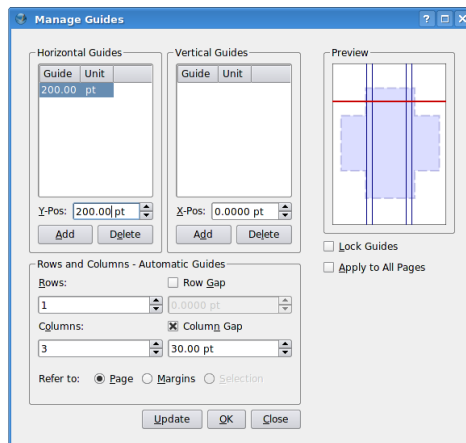 Manage Guides
Horizontal Guides
Guide Unit
200.00 pt
Y-Pos: 200.00 pt
Add Delete
Vertical Guides
Guide Unit
X-Pos: 0.0000 pt
Add Delete
Preview
Lock Guides
Apply to All Pages
Rows and Columns - Automatic Guides
Rows: Row Gap
1 0.0000 pt
Columns: Column Gap
3 30.00 pt
Refer to: Page Margins Selection
Update OK Close